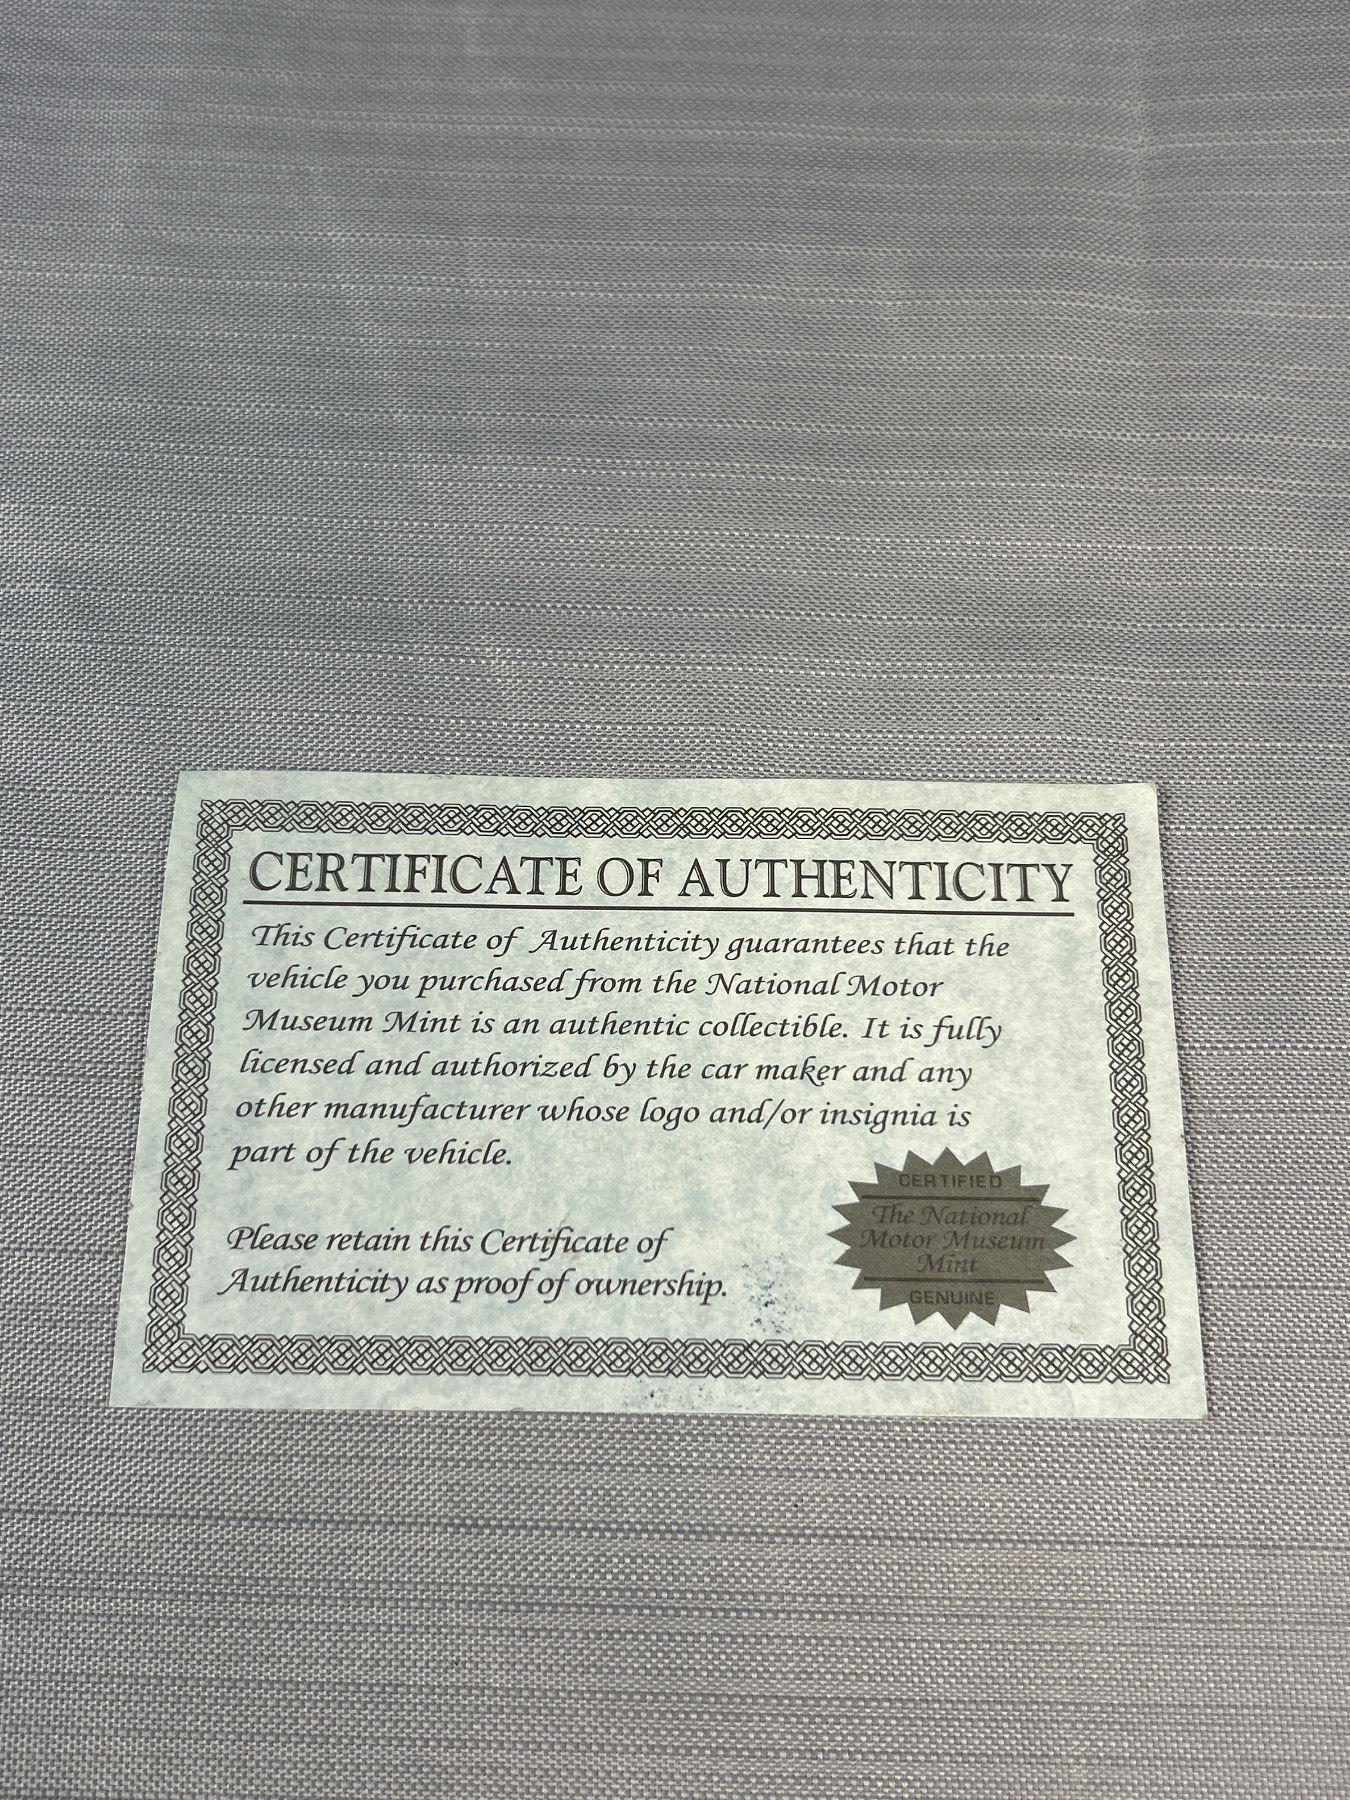 CERTIFICATE OF AUTHENTICITY
This Certificate of Authenticity guarantees that the
vehicle you purchased from the National Motor
Museum Mint is an authentic collectible. It is fully
licensed and authorized by the car maker and any
other manufacturer whose logo and/or insignia is
part of the vehicle.
Please retain this Certificate of
Authenticity as proof of ownership.
CERTIFIED
The National
Motor Museum
Mint
GENUINE